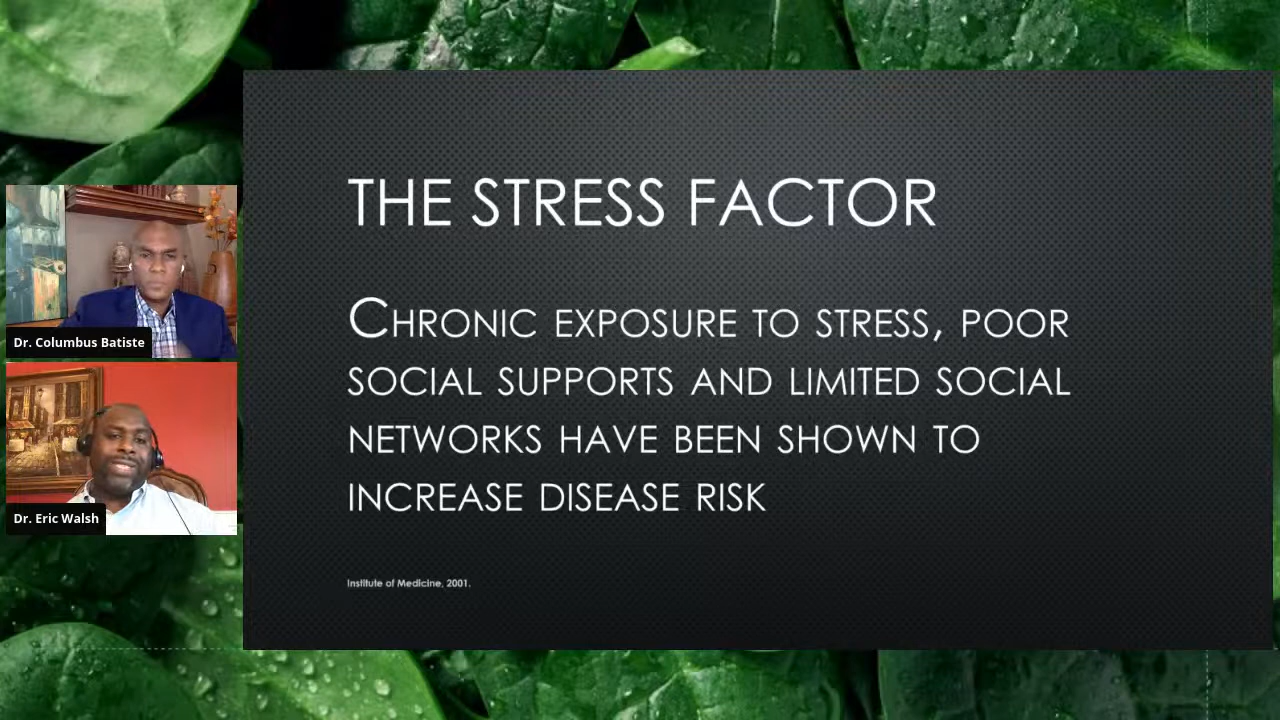 THE STRESS FACTOR
CHRONIC EXPOSURE TO STRESS, POOR
SOCIAL SUPPORTS AND LIMITED SOCIAL
NETWORKS HAVE BEEN SHOWN TO
INCREASE DISEASE RISK
Institute of Medicine, 2001.
Dr. Columbus Batiste
Dr. Eric Walsh